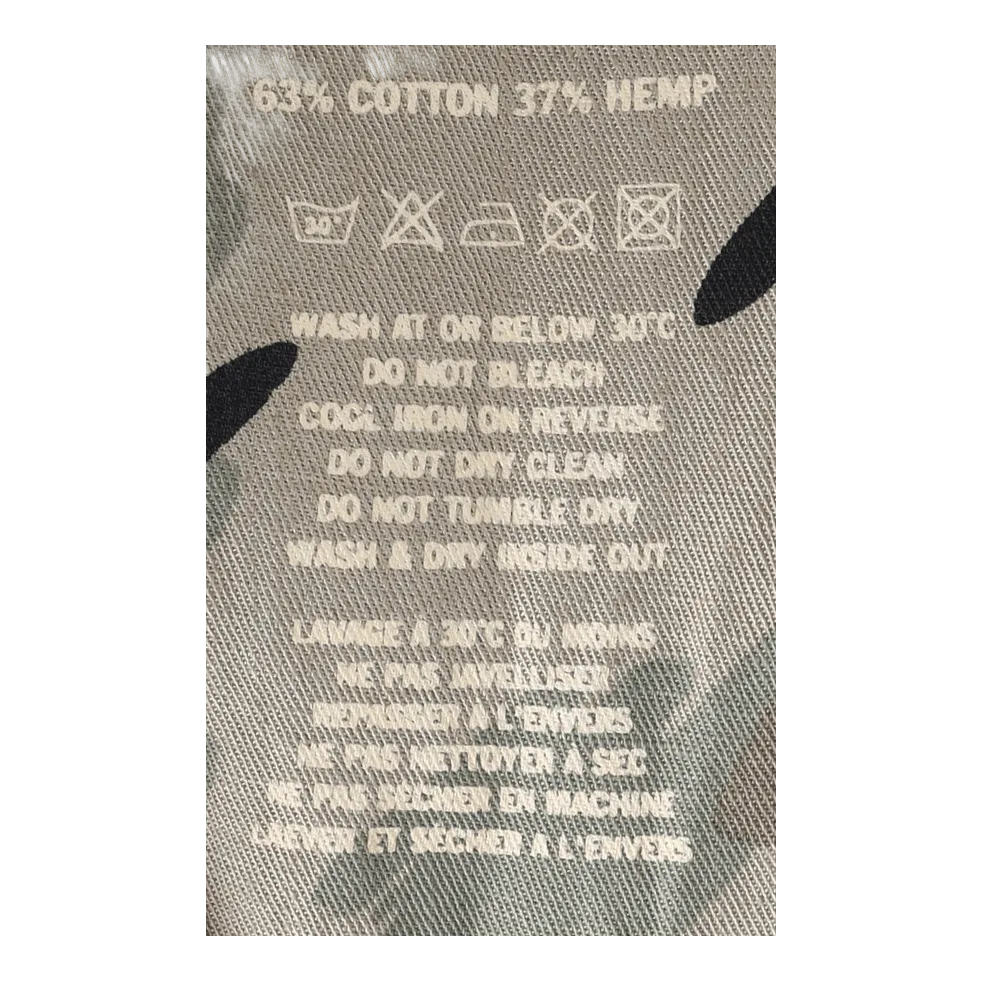 63% COTTON 37% HEMP
30°
WASH AT OR BELOW 30°C
DO NOT BLEACH
COOL IRON ON REVERSE
DO NOT DRY CLEAN
DO NOT TUMBLE DRY
WASH & DRY INSIDE OUT
LAVAGE A 30°C OU MOINS
NE PAS JAVELLISER
REPASSER A L'ENVERS
NE PAS NETTOYER A SEC
NE PAS SECHER EN MACHINE
LAEVER ET SECHER A L'ENVERS